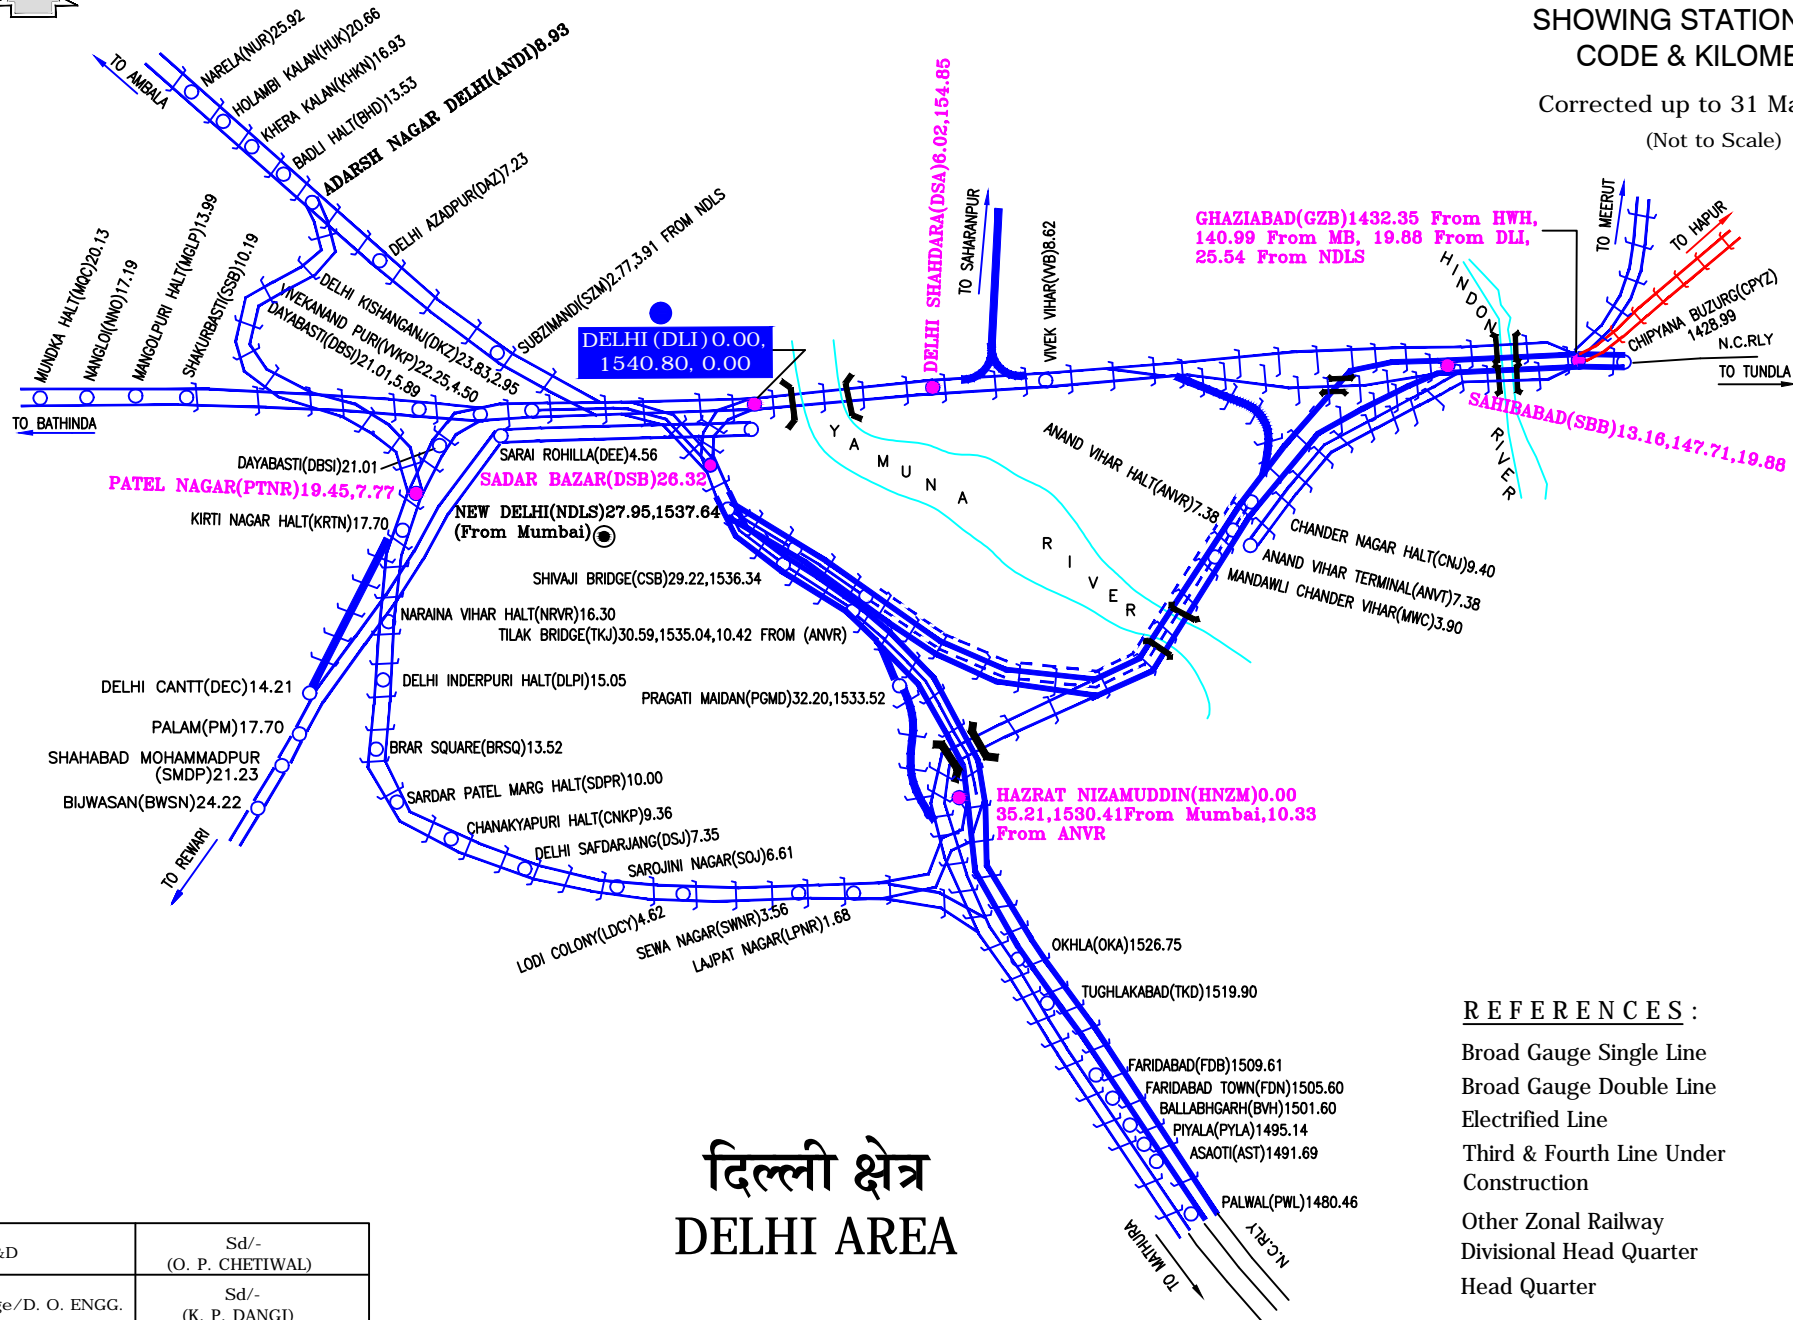 SHOWING STATION
CODE & KILOME
Corrected up to 31 Ma
(Not to Scale)
TO AMBALA
NARELA(NUR)25.92
HOLAMBI KALAN(HUK)20.66
KHERA KALAN(KHKN)16.93
BADLI HALT(BHD)13.53
ADARSH NAGAR DELHI(ANDI)8.93
DELHI AZADPUR(DAZ)7.23
SUBZIMANDI(SZM)2.77,3.91 FROM NDLS
MUNDKA HALT(MQC)20.13
NANGLOI(NNO)17.19
MANGOLPURI HALT(MGLP)13.99
SHAKURBASTI(SSB)10.19
DELHI KISHANGANJ(DKZ)23.83,2.95
VIVEKANAND PURI(VVKP)22.25,4.50
DAYABASTI(DBSI)21.01,5.89
TO BATHINDA
DELHI (DLI) 0.00,
1540.80, 0.00
DELHI SHAHDARA(DSA)6.02,154.85
TO SAHARANPUR
VIVEK VIHAR(VVB)8.62
GHAZIABAD(GZB)1432.35 From HWH,
140.99 From MB, 19.88 From DLI,
25.54 From NDLS
HINDON
RIVER
TO MEERUT
TO HAPUR
CHIPYANA BUZURG(CPYZ)
1428.99
N.C.RLY
TO TUNDLA
SAHIBABAD(SBB)13.16,147.71,19.88
DAYABASTI(DBSI)21.01
PATEL NAGAR(PTNR)19.45,7.77
KIRTI NAGAR HALT(KRTN)17.70
SARAI ROHILLA(DEE)4.56
SADAR BAZAR(DSB)26.32
NEW DELHI(NDLS)27.95,1537.64
(From Mumbai)
YAMUNA RIVER
ANAND VIHAR HALT(ANVR)7.38
CHANDER NAGAR HALT(CNJ)9.40
ANAND VIHAR TERMINAL(ANVT)7.38
MANDAWLI CHANDER VIHAR(MWC)3.90
SHIVAJI BRIDGE(CSB)29.22,1536.34
NARAINA VIHAR HALT(NRVR)16.30
TILAK BRIDGE(TKJ)30.59,1535.04,10.42 FROM (ANVR)
DELHI INDERPURI HALT(DLPI)15.05
PRAGATI MAIDAN(PGMD)32.20,1533.52
DELHI CANTT(DEC)14.21
PALAM(PM)17.70
SHAHABAD MOHAMMADPUR
(SMDP)21.23
BIJWASAN(BWSN)24.22
TO REWARI
BRAR SQUARE(BRSQ)13.52
SARDAR PATEL MARG HALT(SDPR)10.00
CHANAKYAPURI HALT(CNKP)9.36
DELHI SAFDARJANG(DSJ)7.35
SAROJINI NAGAR(SOJ)6.61
LODI COLONY(LDCY)4.62
SEWA NAGAR(SWNR)3.56
LAJPAT NAGAR(LPNR)1.68
HAZRAT NIZAMUDDIN(HNZM)0.00
35.21,1530.41From Mumbai,10.33
From ANVR
OKHLA(OKA)1526.75
TUGHLAKABAD(TKD)1519.90
FARIDABAD(FDB)1509.61
FARIDABAD TOWN(FDN)1505.60
BALLABHGARH(BVH)1501.60
PIYALA(PYLA)1495.14
ASAOTI(AST)1491.69
PALWAL(PWL)1480.46
TO MATHURA
N.C.RLY
दिल्ली क्षेत्र
DELHI AREA
REFERENCES :
Broad Gauge Single Line
Broad Gauge Double Line
Electrified Line
Third & Fourth Line Under
Construction
Other Zonal Railway
Divisional Head Quarter
Head Quarter
&D
Sd/-
(O. P. CHETIWAL)
ge/D. O. ENGG.
Sd/-
(K. P. DANGI)